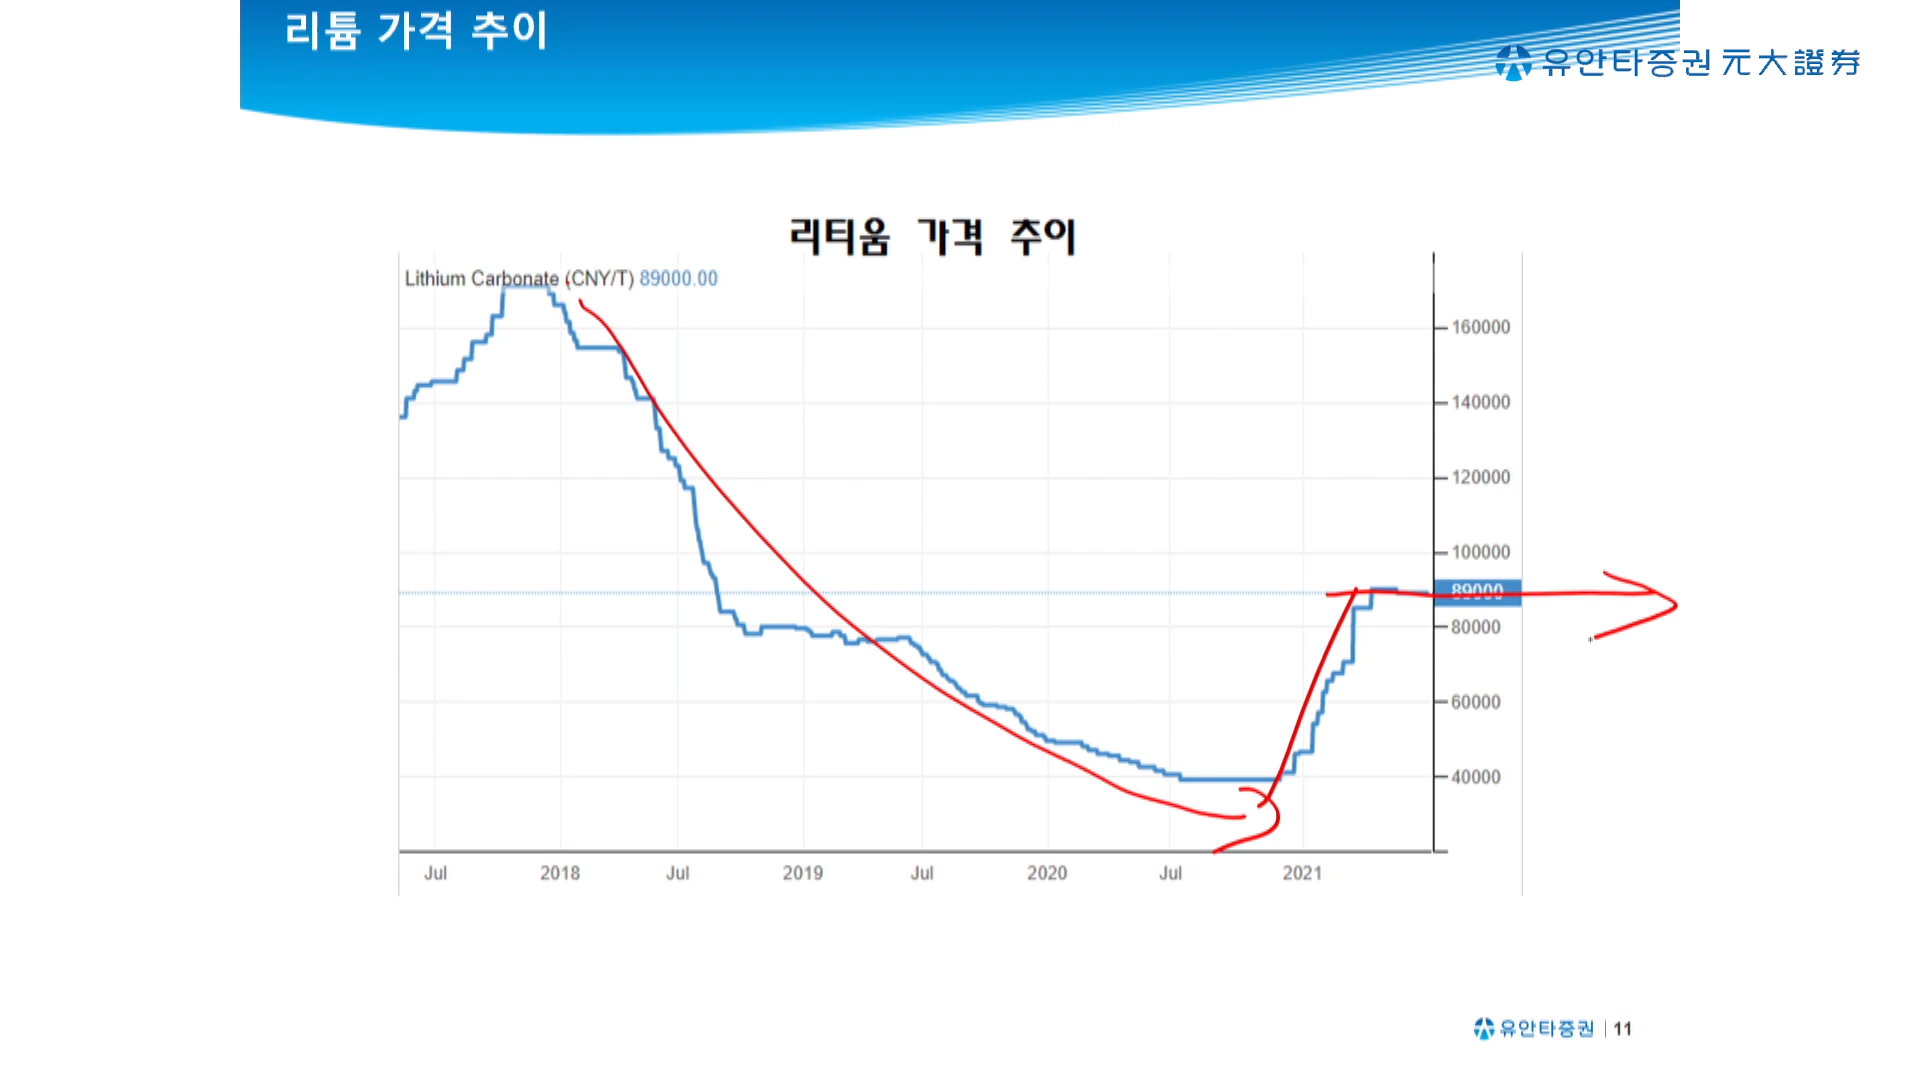 리튬 가격 추이
유안타증권 元大證券
리티움 가격 추이
Lithium Carbonate (CNY/T) 89000.00
160000
140000
120000
100000
89000
80000
60000
40000
Jul 2018 Jul 2019 Jul 2020 Jul 2021
유안타증권 | 11